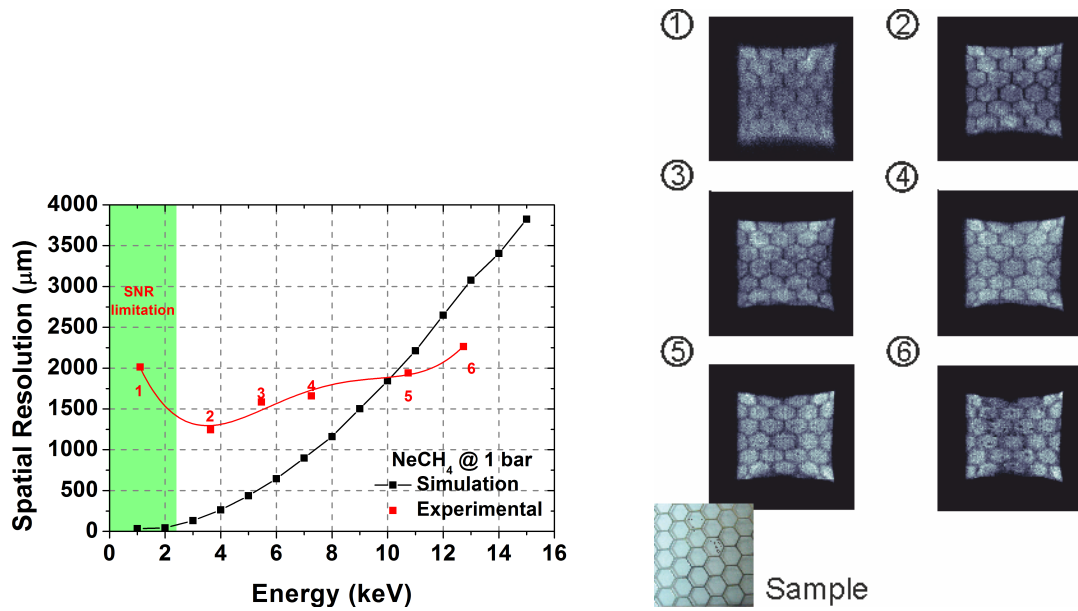 4000
3500
3000
2500
2000
1500
1000
500
0
0 2 4 6 8 10 12 14 16
Spatial Resolution (μm)
Energy (keV)
SNR
limitation
1
2
3
4
5
6
NeCH₄ @ 1 bar
Simulation
Experimental
1
2
3
4
5
6
Sample